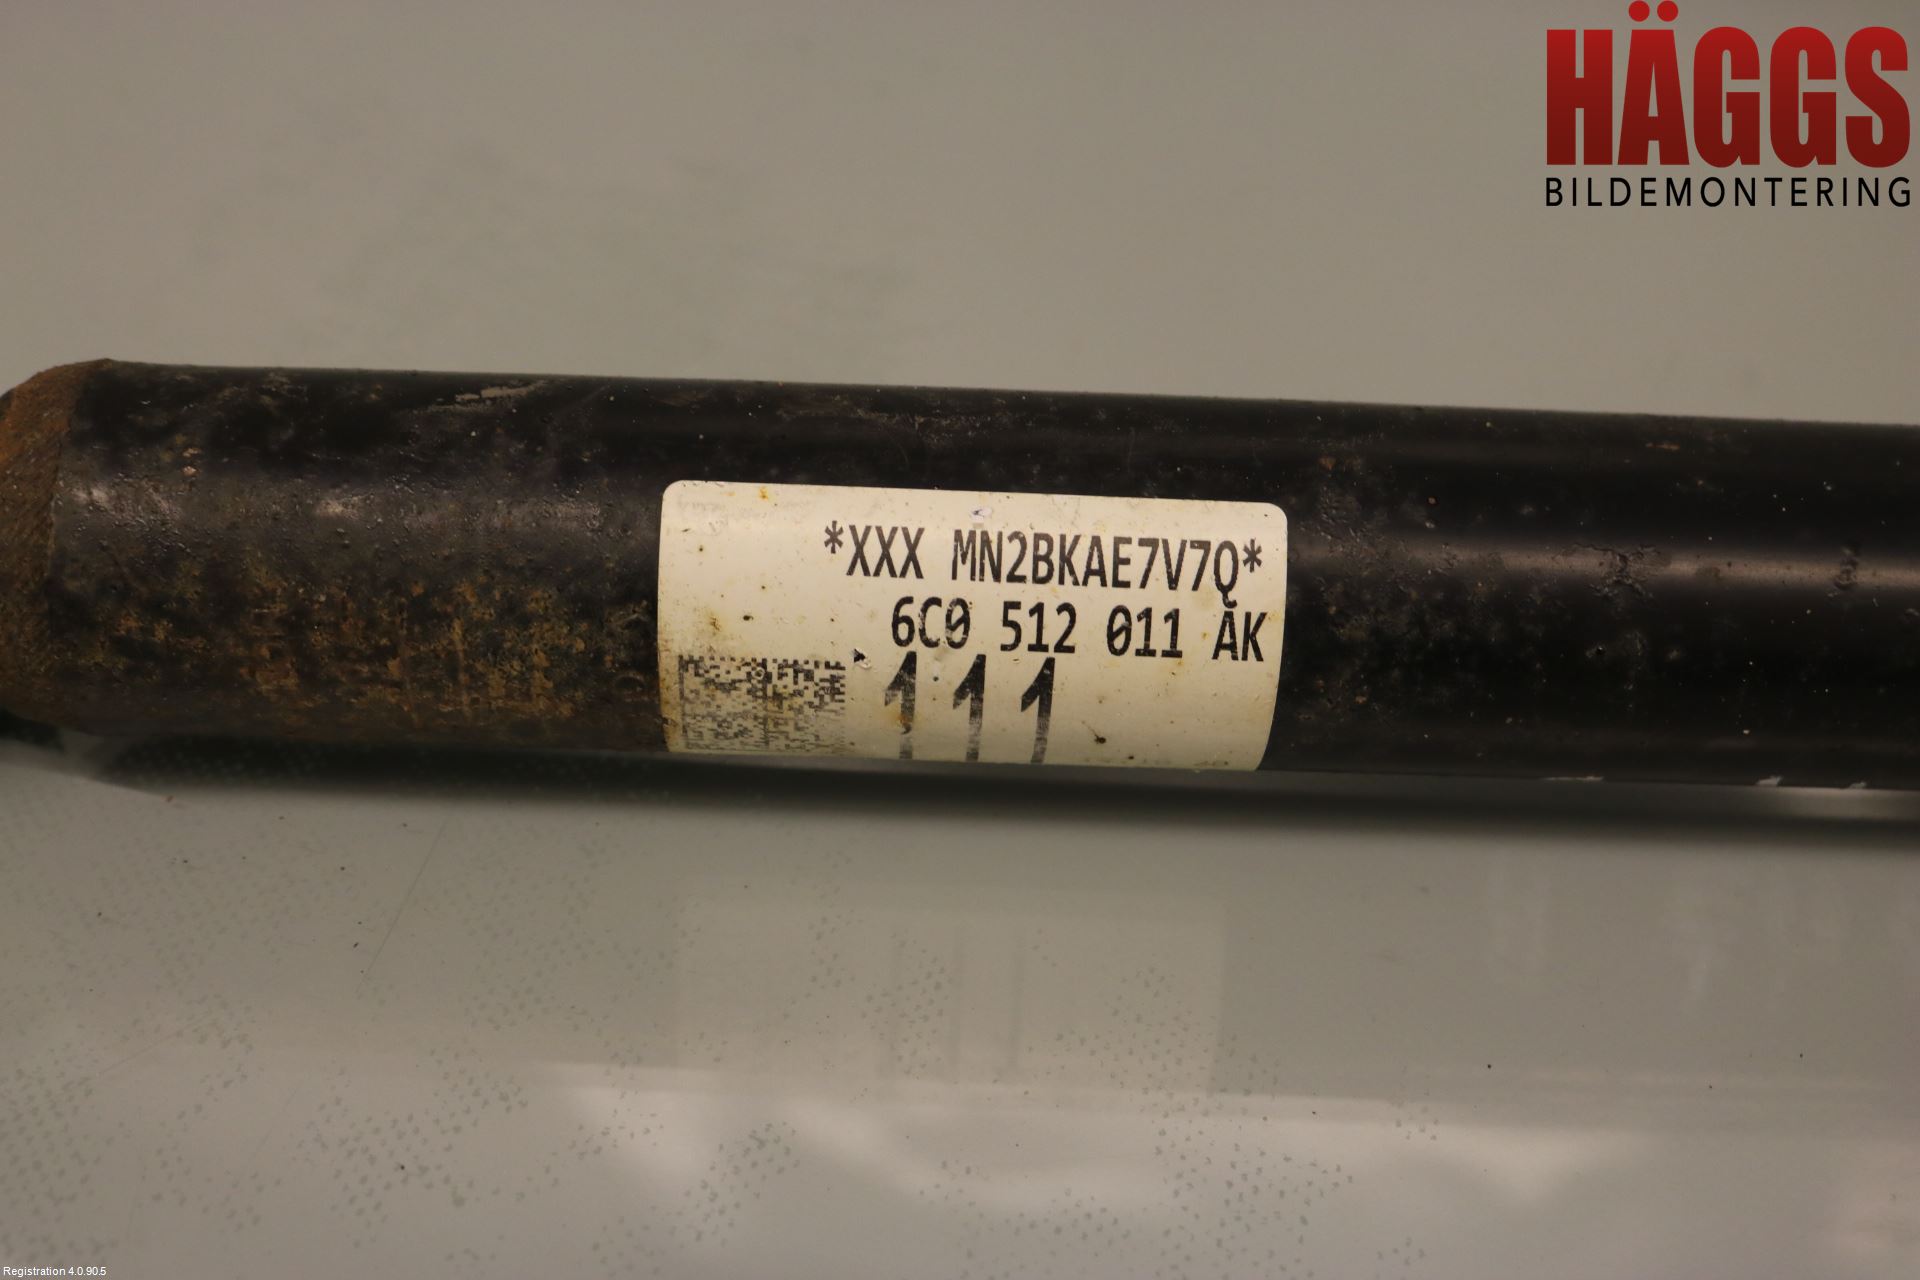 HÄGGS
BILDEMONTERING
*XXX MN2BKAE7V7Q*
6C0 512 011 AK
111
Registration 4.0.90.5